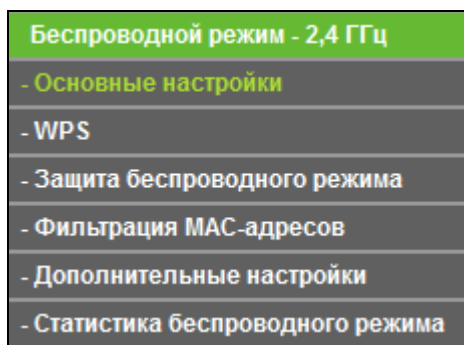 Беспроводной режим - 2,4 ГГц
- Основные настройки
- WPS
- Защита беспроводного режима
- Фильтрация MAC-адресов
- Дополнительные настройки
- Статистика беспроводного режима